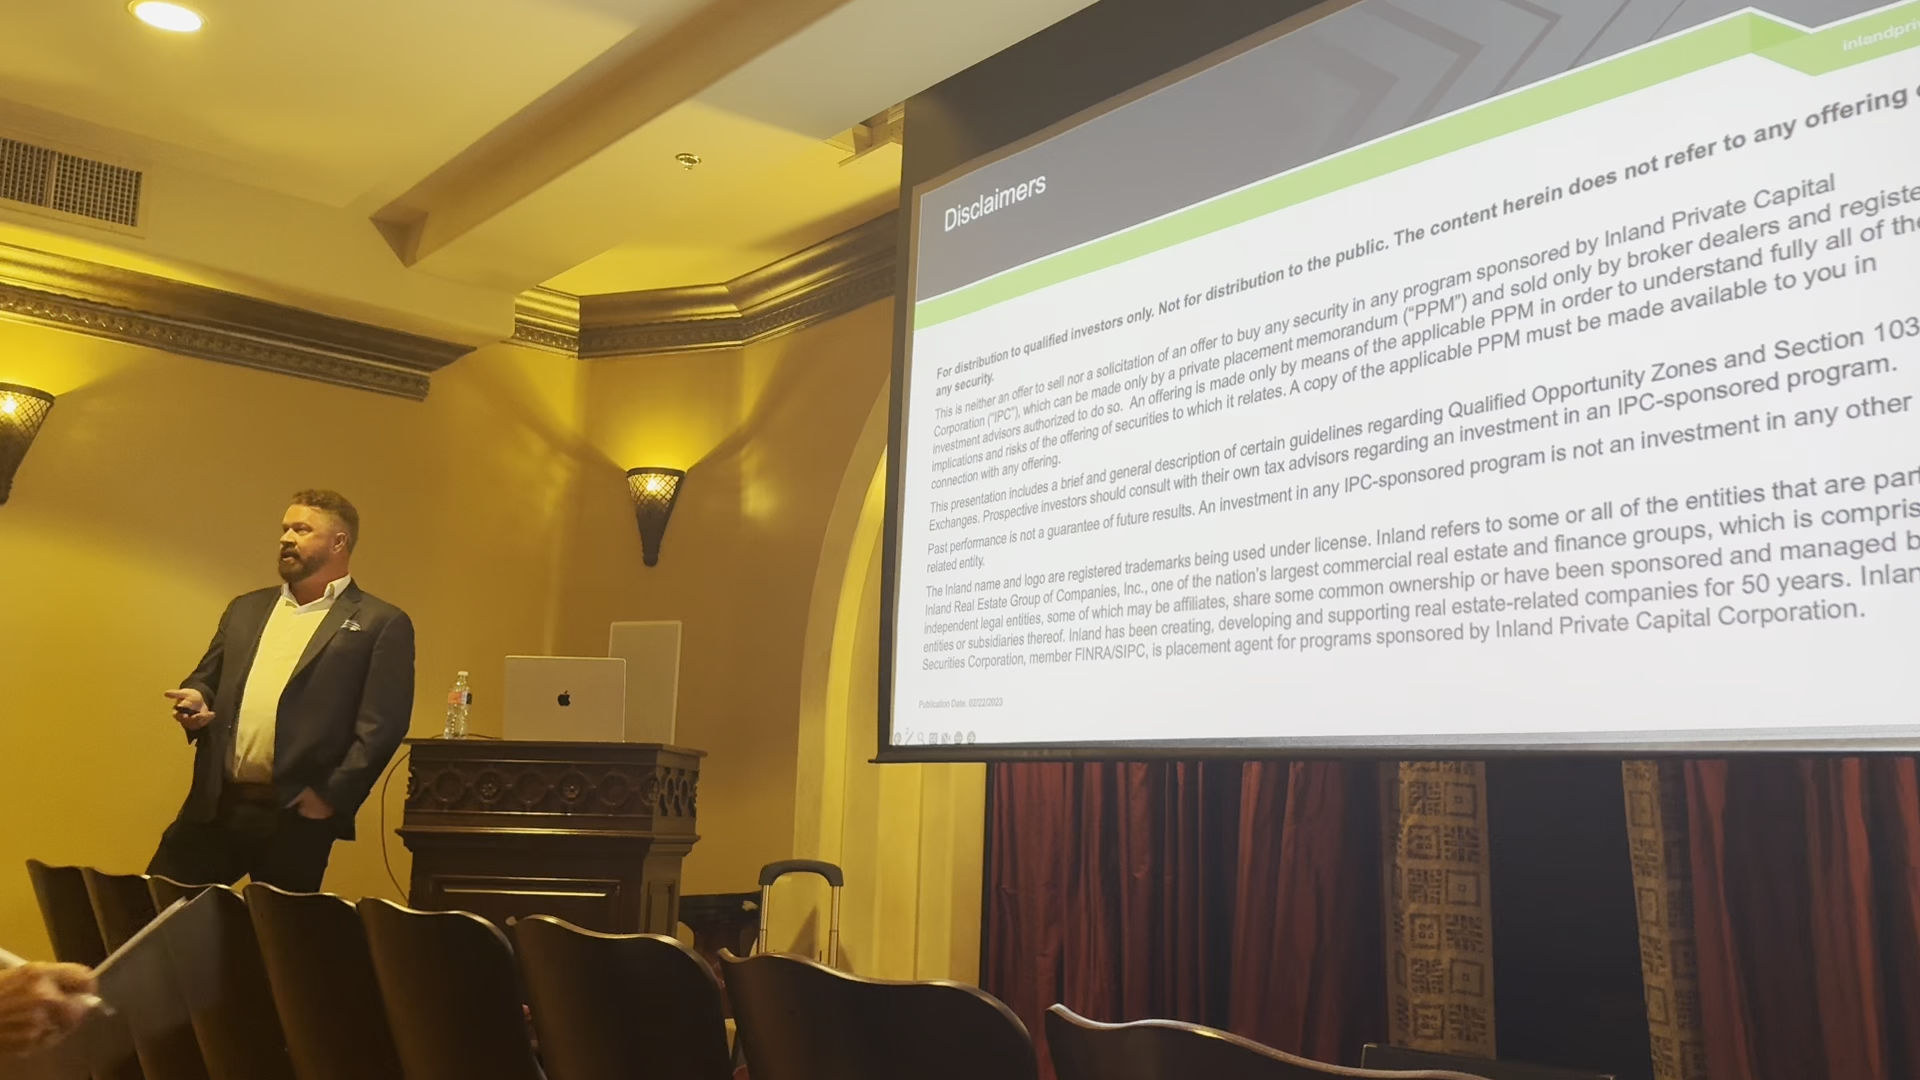 inlandpri
Disclaimers
For distribution to qualified investors only. Not for distribution to the public. The content herein does not refer to any offering
any security.
This is neither an offer to sell nor a solicitation of an offer to buy any security in any program sponsored by Inland Private Capital
Corporation ("IPC"), which can be made only by a private placement memorandum ("PPM") and sold only by broker dealers and registe
investment advisors authorized to do so. An offering is made only by means of the applicable PPM in order to understand fully all of the
implications and risks of the offering of securities to which it relates. A copy of the applicable PPM must be made available to you in
connection with any offering.
This presentation includes a brief and general description of certain guidelines regarding Qualified Opportunity Zones and Section 103
Exchanges. Prospective investors should consult with their own tax advisors regarding an investment in an IPC-sponsored program.
Past performance is not a guarantee of future results. An investment in any IPC-sponsored program is not an investment in any other
related entity.
The Inland name and logo are registered trademarks being used under license. Inland refers to some or all of the entities that are part
Inland Real Estate Group of Companies, Inc., one of the nation's largest commercial real estate and finance groups, which is compris
independent legal entities, some of which may be affiliates, share some common ownership or have been sponsored and managed b
entities or subsidiaries thereof. Inland has been creating, developing and supporting real estate-related companies for 50 years. Inlan
Securities Corporation, member FINRA/SIPC, is placement agent for programs sponsored by Inland Private Capital Corporation.
Publication Date: 02/22/2023